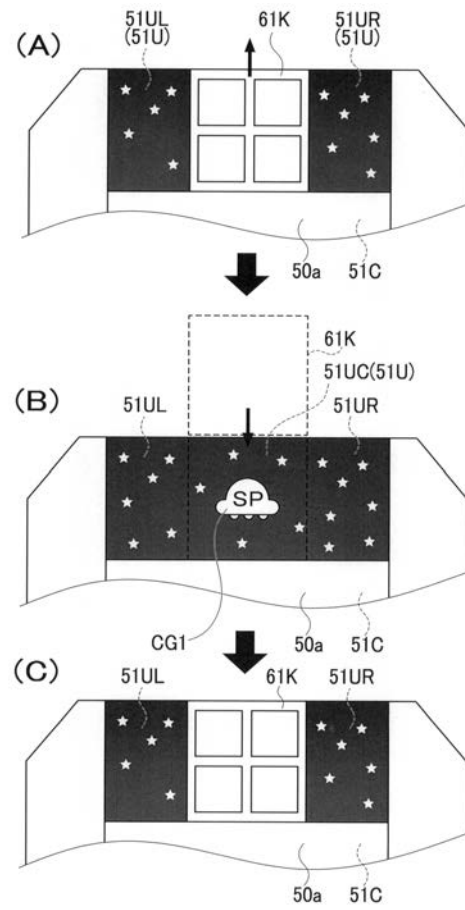 51UL 61K 51UR
(51U) (51U)
(A)
50a 51C
61K
51UC(51U)
(B)
51UL 51UR
SP
CG1 50a 51C
(C)
51UL 61K 51UR
50a 51C